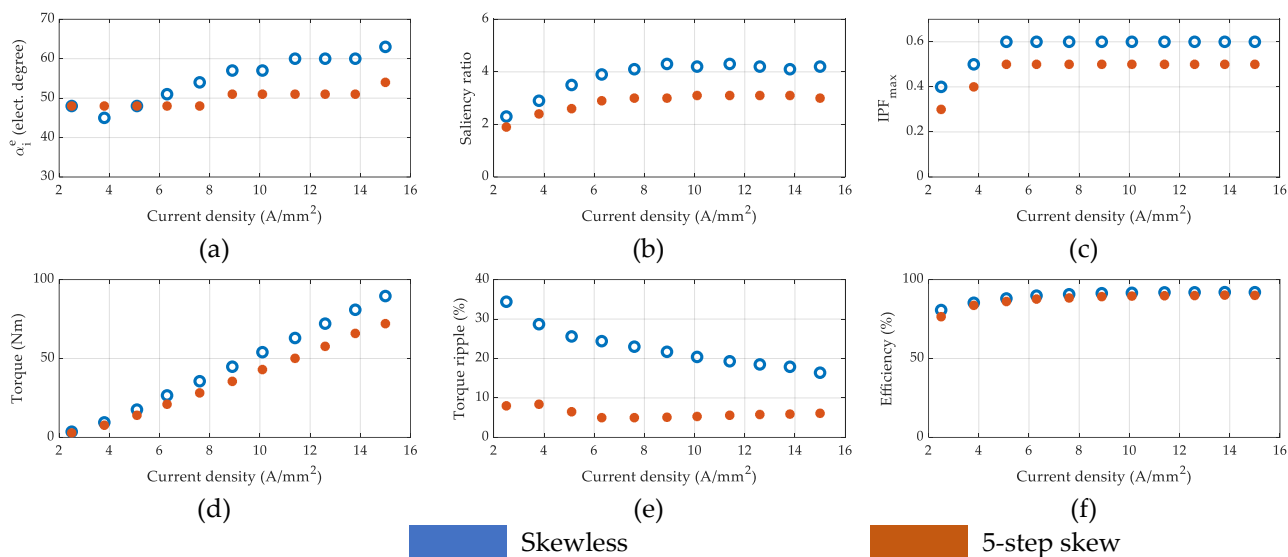 70
60
50
40
30
2 4 6 8 10 12 14 16
α_i^e (elect. degree)
Current density (A/mm²)
(a)
6
4
2
0
2 4 6 8 10 12 14 16
Saliency ratio
Current density (A/mm²)
(b)
0.6
0.4
0.2
0
2 4 6 8 10 12 14 16
IPF_max
Current density (A/mm²)
(c)
100
50
0
2 4 6 8 10 12 14 16
Torque (Nm)
Current density (A/mm²)
(d)
40
30
20
10
0
2 4 6 8 10 12 14 16
Torque ripple (%)
Current density (A/mm²)
(e)
100
50
0
2 4 6 8 10 12 14 16
Efficiency (%)
Current density (A/mm²)
(f)
Skewless
5-step skew